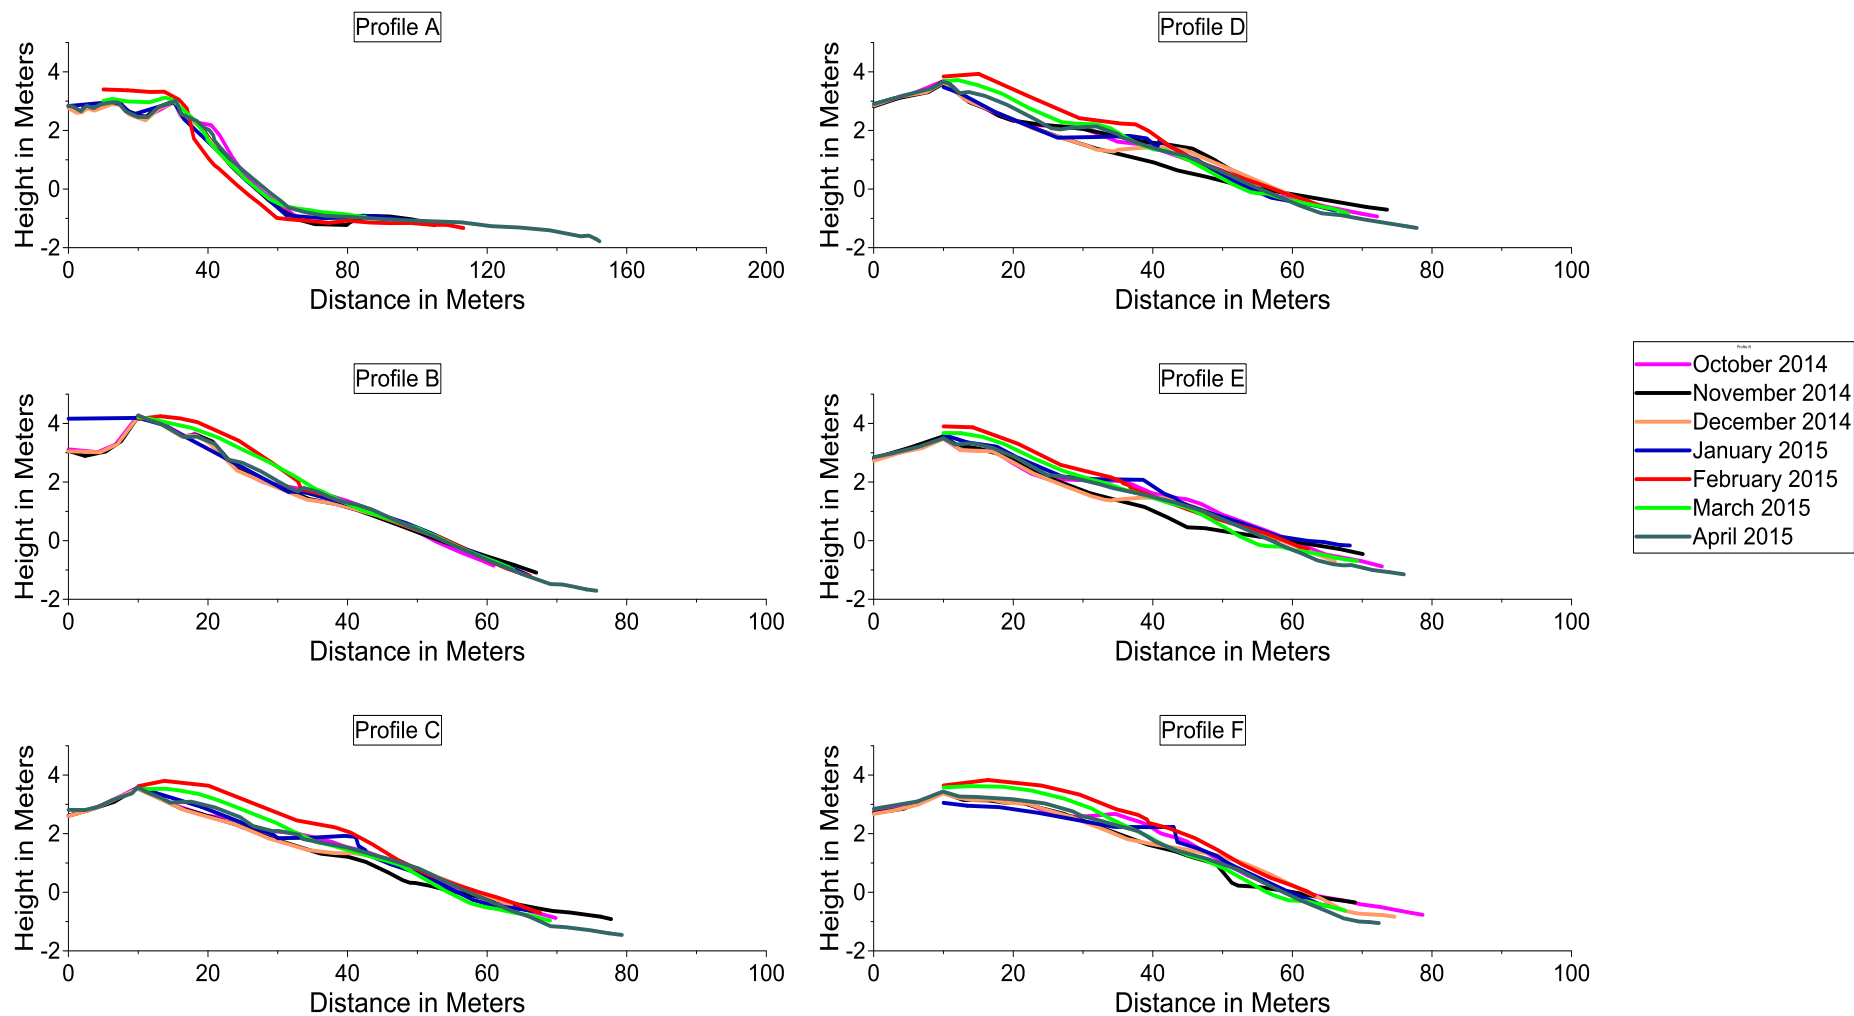 Profile A
Height in Meters
4
2
0
-2
0 40 80 120 160 200
Distance in Meters
Profile D
Height in Meters
4
2
0
-2
0 20 40 60 80 100
Distance in Meters
Profile B
Height in Meters
4
2
0
-2
0 20 40 60 80 100
Distance in Meters
Profile E
Height in Meters
4
2
0
-2
0 20 40 60 80 100
Distance in Meters
Profile C
Height in Meters
4
2
0
-2
0 20 40 60 80 100
Distance in Meters
Profile F
Height in Meters
4
2
0
-2
0 20 40 60 80 100
Distance in Meters
October 2014
November 2014
December 2014
January 2015
February 2015
March 2015
April 2015